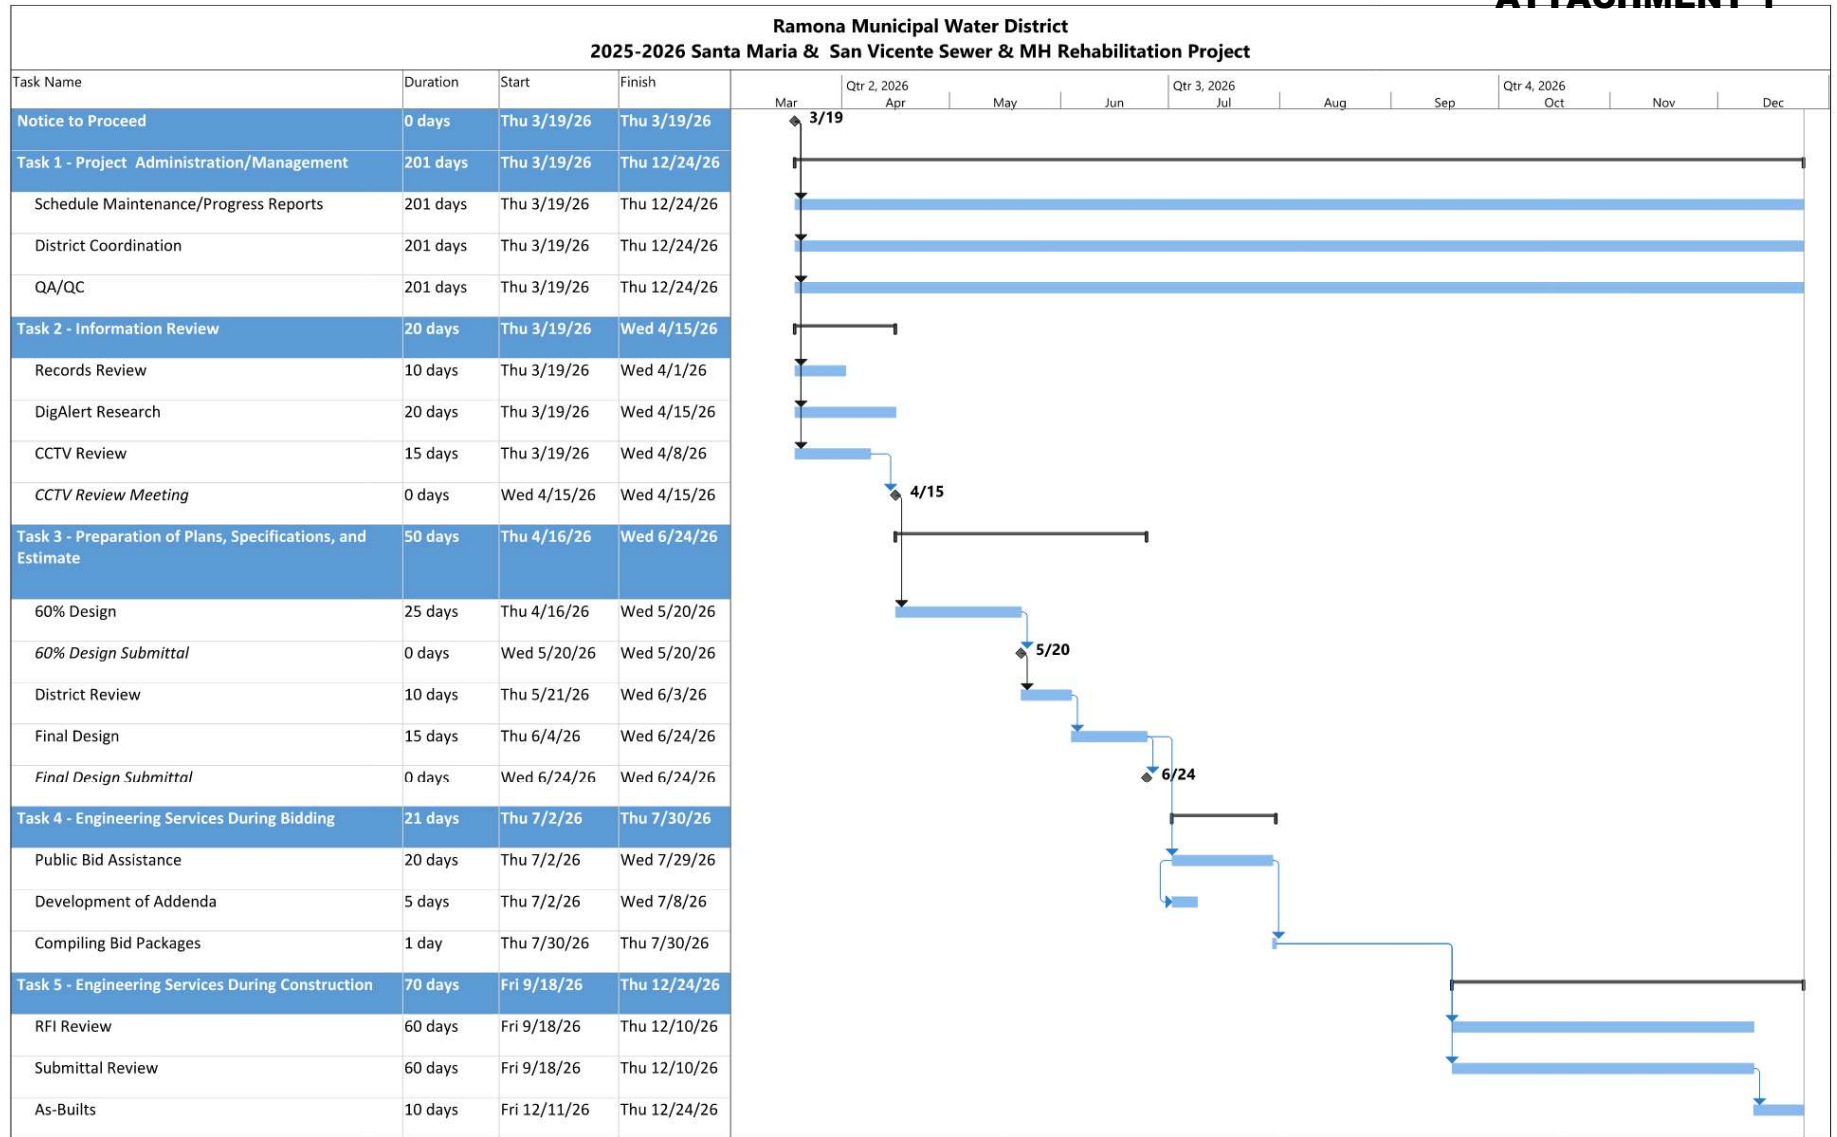 ATTACHMENT 1
Ramona Municipal Water District
2025-2026 Santa Maria & San Vicente Sewer & MH Rehabilitation Project
Task Name Duration Start Finish
Qtr 2, 2026 Qtr 3, 2026 Qtr 4, 2026
Mar Apr May Jun Jul Aug Sep Oct Nov Dec
Notice to Proceed 0 days Thu 3/19/26 Thu 3/19/26 3/19
Task 1 - Project Administration/Management 201 days Thu 3/19/26 Thu 12/24/26
Schedule Maintenance/Progress Reports 201 days Thu 3/19/26 Thu 12/24/26
District Coordination 201 days Thu 3/19/26 Thu 12/24/26
QA/QC 201 days Thu 3/19/26 Thu 12/24/26
Task 2 - Information Review 20 days Thu 3/19/26 Wed 4/15/26
Records Review 10 days Thu 3/19/26 Wed 4/1/26
DigAlert Research 20 days Thu 3/19/26 Wed 4/15/26
CCTV Review 15 days Thu 3/19/26 Wed 4/8/26
CCTV Review Meeting 0 days Wed 4/15/26 Wed 4/15/26 4/15
Task 3 - Preparation of Plans, Specifications, and 50 days Thu 4/16/26 Wed 6/24/26
Estimate
60% Design 25 days Thu 4/16/26 Wed 5/20/26
60% Design Submittal 0 days Wed 5/20/26 Wed 5/20/26 5/20
District Review 10 days Thu 5/21/26 Wed 6/3/26
Final Design 15 days Thu 6/4/26 Wed 6/24/26
Final Design Submittal 0 days Wed 6/24/26 Wed 6/24/26 6/24
Task 4 - Engineering Services During Bidding 21 days Thu 7/2/26 Thu 7/30/26
Public Bid Assistance 20 days Thu 7/2/26 Wed 7/29/26
Development of Addenda 5 days Thu 7/2/26 Wed 7/8/26
Compiling Bid Packages 1 day Thu 7/30/26 Thu 7/30/26
Task 5 - Engineering Services During Construction 70 days Fri 9/18/26 Thu 12/24/26
RFI Review 60 days Fri 9/18/26 Thu 12/10/26
Submittal Review 60 days Fri 9/18/26 Thu 12/10/26
As-Builts 10 days Fri 12/11/26 Thu 12/24/26